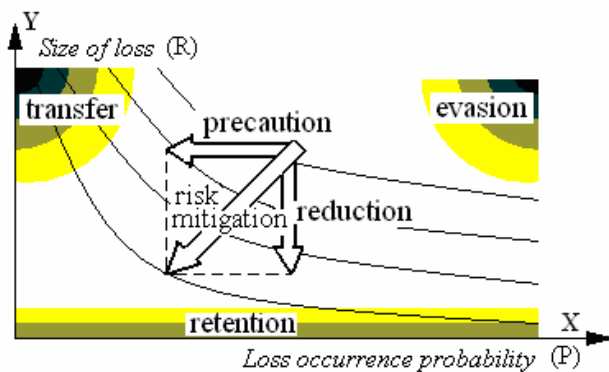 Y
Size of loss (R)
transfer
evasion
precaution
risk
mitigation
reduction
retention
X
Loss occurrence probability (P)